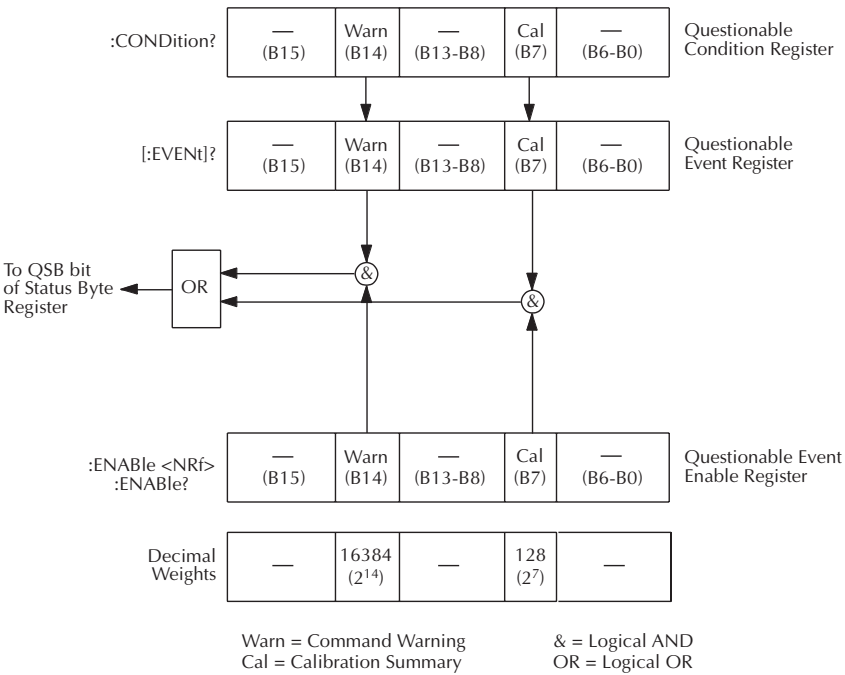 :CONDition?
— Warn — Cal —
(B15) (B14) (B13-B8) (B7) (B6-B0)
Questionable
Condition Register
[:EVENt]?
— Warn — Cal —
(B15) (B14) (B13-B8) (B7) (B6-B0)
Questionable
Event Register
&
To QSB bit
of Status Byte
Register
OR
&
:ENABle <NRf>
:ENABle?
— Warn — Cal —
(B15) (B14) (B13-B8) (B7) (B6-B0)
Questionable Event
Enable Register
Decimal
Weights
— 16384 — 128 —
(2¹⁴) (2⁷)
Warn = Command Warning
Cal = Calibration Summary
& = Logical AND
OR = Logical OR